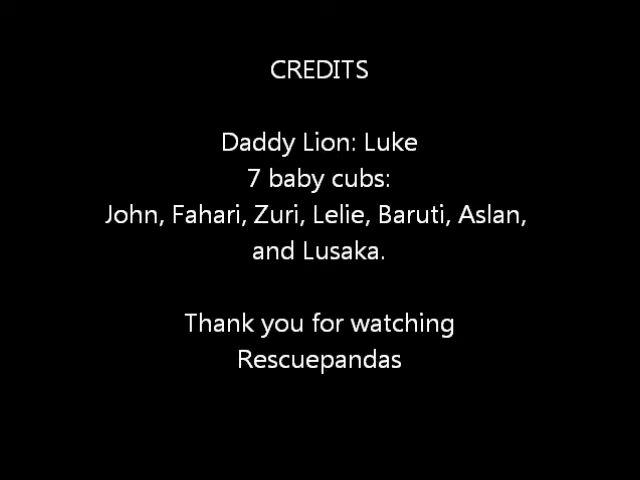 CREDITS
Daddy Lion: Luke
7 baby cubs:
John, Fahari, Zuri, Lelie, Baruti, Aslan,
and Lusaka.
Thank you for watching
Rescuepandas